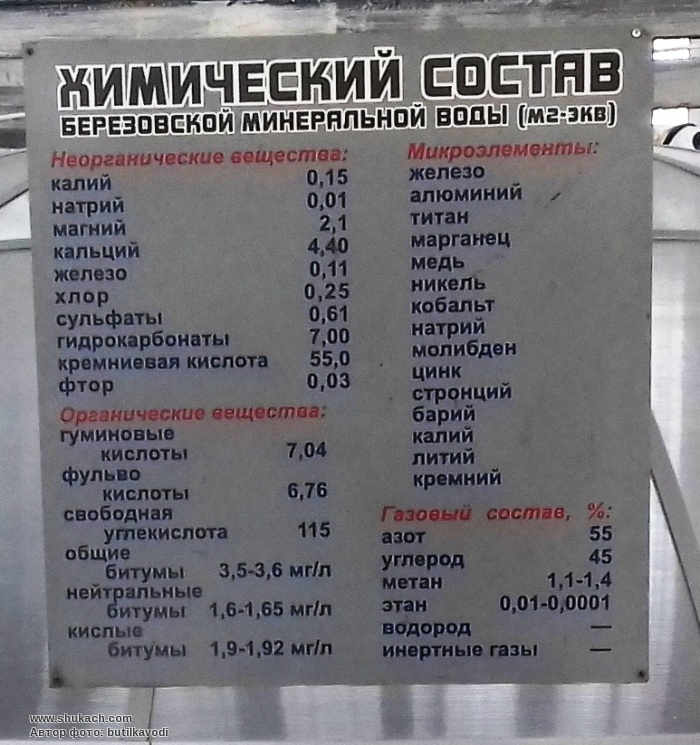 ХИМИЧЕСКИЙ СОСТАВ
БЕРЕЗОВСКОЙ МИНЕРАЛЬНОЙ ВОДЫ (мг-экв)
Неорганические вещества:
калий 0,15
натрий 0,01
магний 2,1
кальций 4,40
железо 0,11
хлор 0,25
сульфаты 0,61
гидрокарбонаты 7,00
кремниевая кислота 55,0
фтор 0,03
Органические вещества:
гуминовые
кислоты 7,04
фульво
кислоты 6,76
свободная
углекислота 115
общие
битумы 3,5-3,6 мг/л
нейтральные
битумы 1,6-1,65 мг/л
кислые
битумы 1,9-1,92 мг/л
Микроэлементы:
железо
алюминий
титан
марганец
медь
никель
кобальт
натрий
молибден
цинк
стронций
барий
калий
литий
кремний
Газовый состав, %:
азот 55
углерод 45
метан 1,1-1,4
этан 0,01-0,0001
водород —
инертные газы —
www.shukach.com
Автор фото: butilkavodi